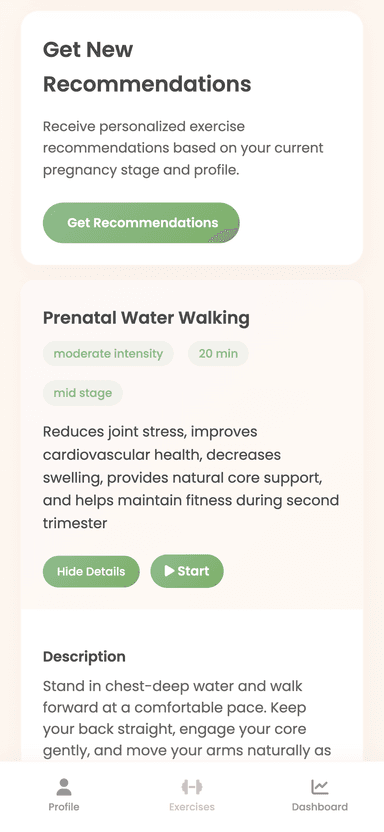 Get New
Recommendations
Receive personalized exercise
recommendations based on your current
pregnancy stage and profile.
Get Recommendations
Prenatal Water Walking
moderate intensity
20 min
mid stage
Reduces joint stress, improves
cardiovascular health, decreases
swelling, provides natural core support,
and helps maintain fitness during second
trimester
Hide Details
Start
Description
Stand in chest-deep water and walk
forward at a comfortable pace. Keep
your back straight, engage your core
gently, and move your arms naturally as
Profile
Exercises
Dashboard